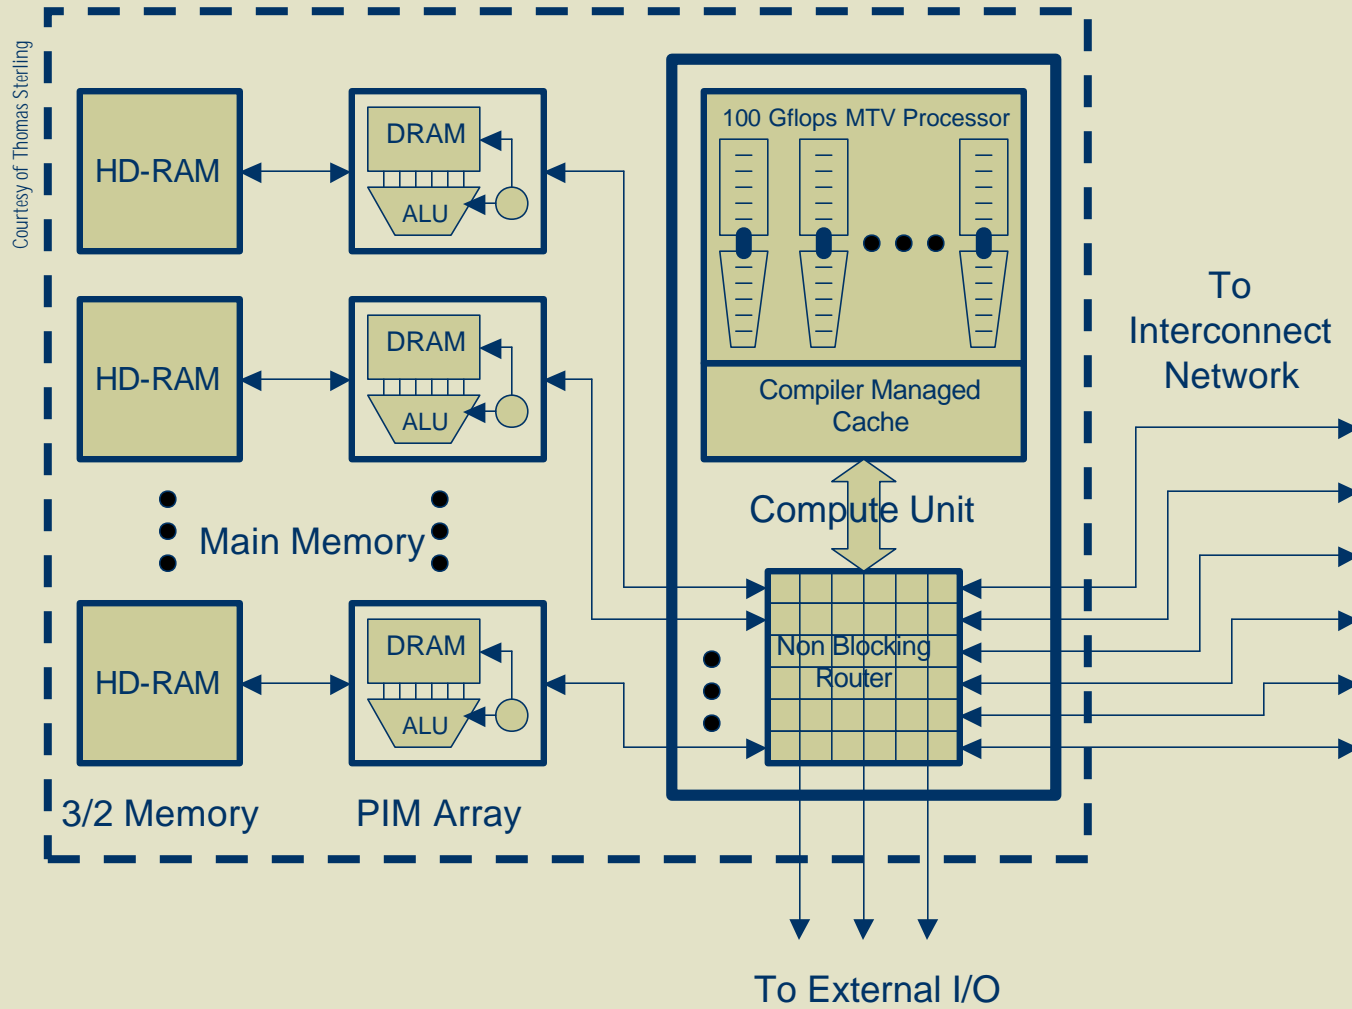 Courtesy of Thomas Sterling
HD-RAM
DRAM
ALU
100 Gflops MTV Processor
HD-RAM
DRAM
ALU
Compiler Managed
Cache
To
Interconnect
Network
Main Memory
Compute Unit
HD-RAM
DRAM
ALU
Non Blocking
Router
3/2 Memory
PIM Array
To External I/O